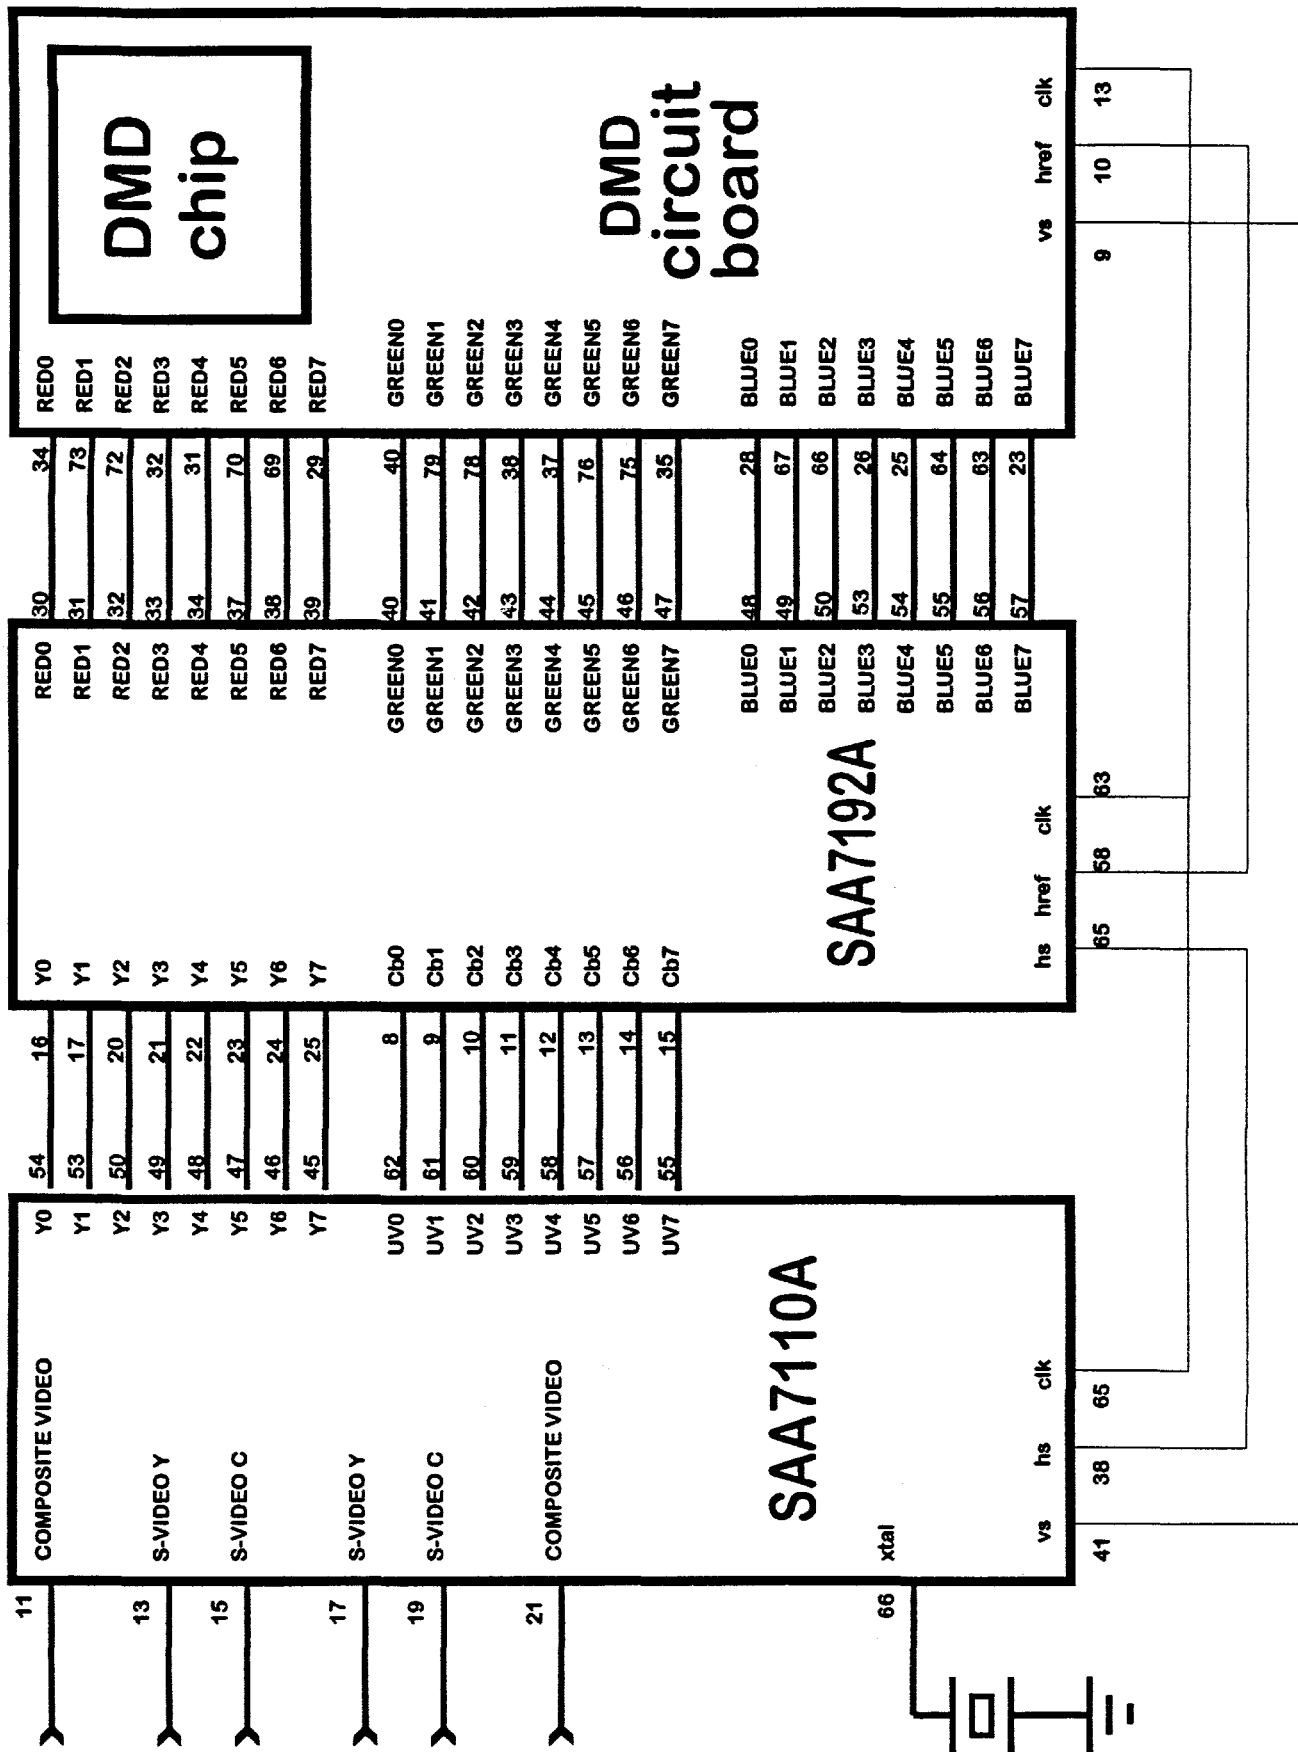 11
COMPOSITE VIDEO
13
S-VIDEO Y
15
S-VIDEO C
17
S-VIDEO Y
19
S-VIDEO C
21
COMPOSITE VIDEO
66
xtal
SAA7110A
vs
41
hs
38
clk
65
Y0 54 16 Y0
Y1 53 17 Y1
Y2 50 20 Y2
Y3 49 21 Y3
Y4 48 22 Y4
Y5 47 23 Y5
Y6 46 24 Y6
Y7 45 25 Y7
UV0 62 8 Cb0
UV1 61 9 Cb1
UV2 60 10 Cb2
UV3 59 11 Cb3
UV4 58 12 Cb4
UV5 57 13 Cb5
UV6 56 14 Cb6
UV7 55 15 Cb7
SAA7192A
hs
65
href
58
clk
63
RED0 30 34 RED0
RED1 31 73 RED1
RED2 32 72 RED2
RED3 33 32 RED3
RED4 34 31 RED4
RED5 37 70 RED5
RED6 38 69 RED6
RED7 39 29 RED7
GREEN0 40 40 GREEN0
GREEN1 41 79 GREEN1
GREEN2 42 78 GREEN2
GREEN3 43 38 GREEN3
GREEN4 44 37 GREEN4
GREEN5 45 76 GREEN5
GREEN6 46 75 GREEN6
GREEN7 47 35 GREEN7
BLUE0 48 28 BLUE0
BLUE1 49 67 BLUE1
BLUE2 50 66 BLUE2
BLUE3 53 26 BLUE3
BLUE4 54 25 BLUE4
BLUE5 55 64 BLUE5
BLUE6 56 63 BLUE6
BLUE7 57 23 BLUE7
DMD
chip
DMD
circuit
board
vs
9
href
10
clk
13